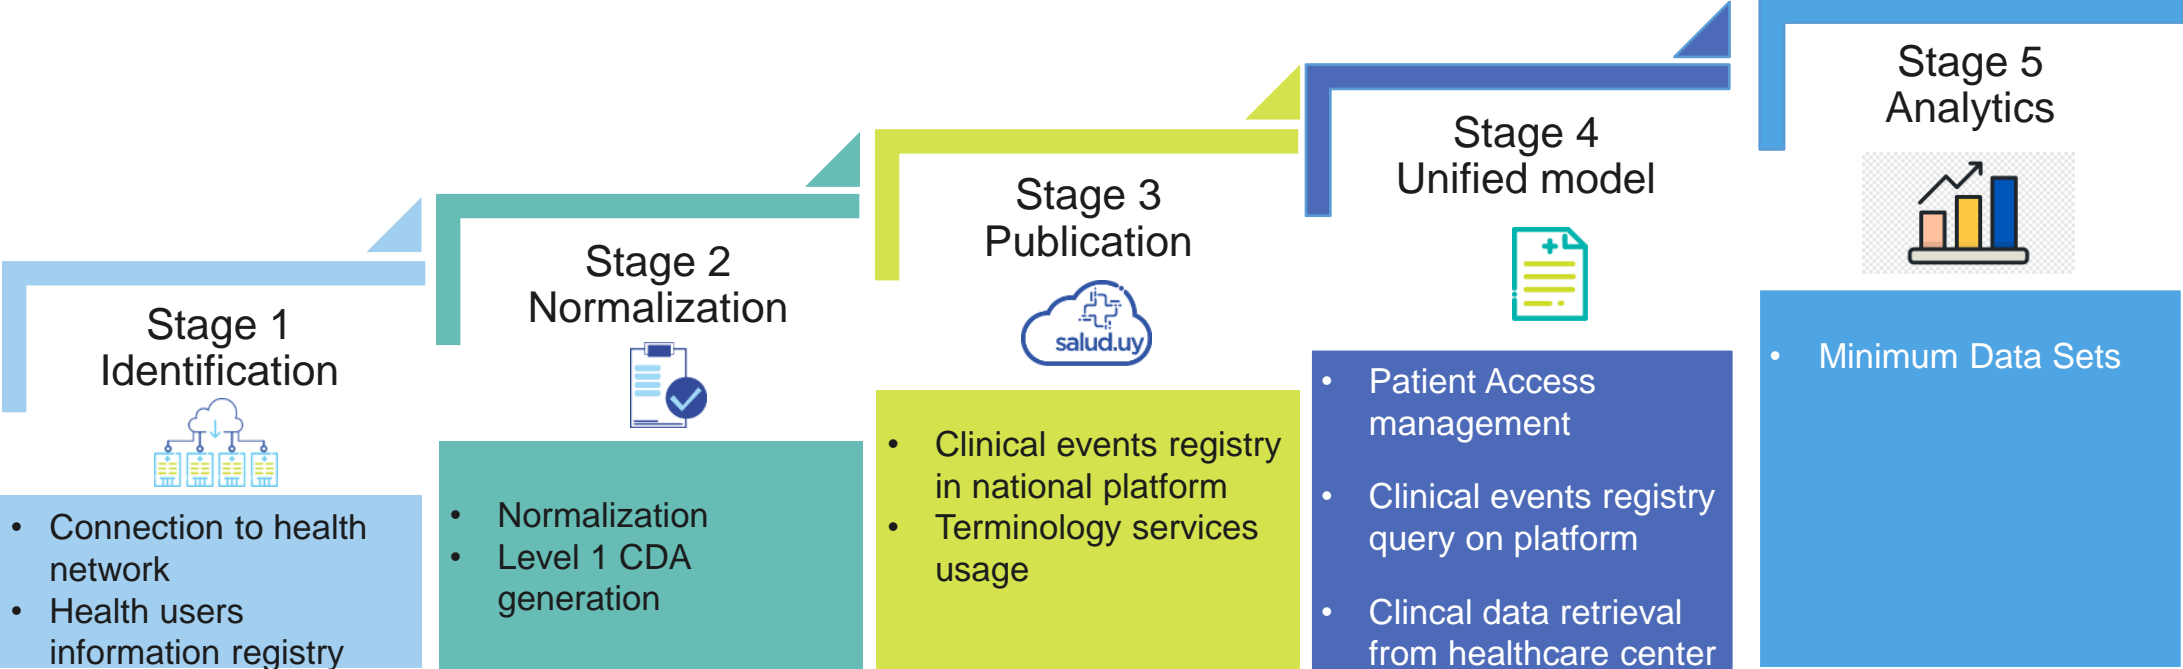 Stage 1
Identification
• Connection to health
network
• Health users
information registry
Stage 2
Normalization
• Normalization
• Level 1 CDA
generation
Stage 3
Publication
salud.uy
• Clinical events registry
in national platform
• Terminology services
usage
Stage 4
Unified model
• Patient Access
management
• Clinical events registry
query on platform
• Clincal data retrieval
from healthcare center
Stage 5
Analytics
• Minimum Data Sets